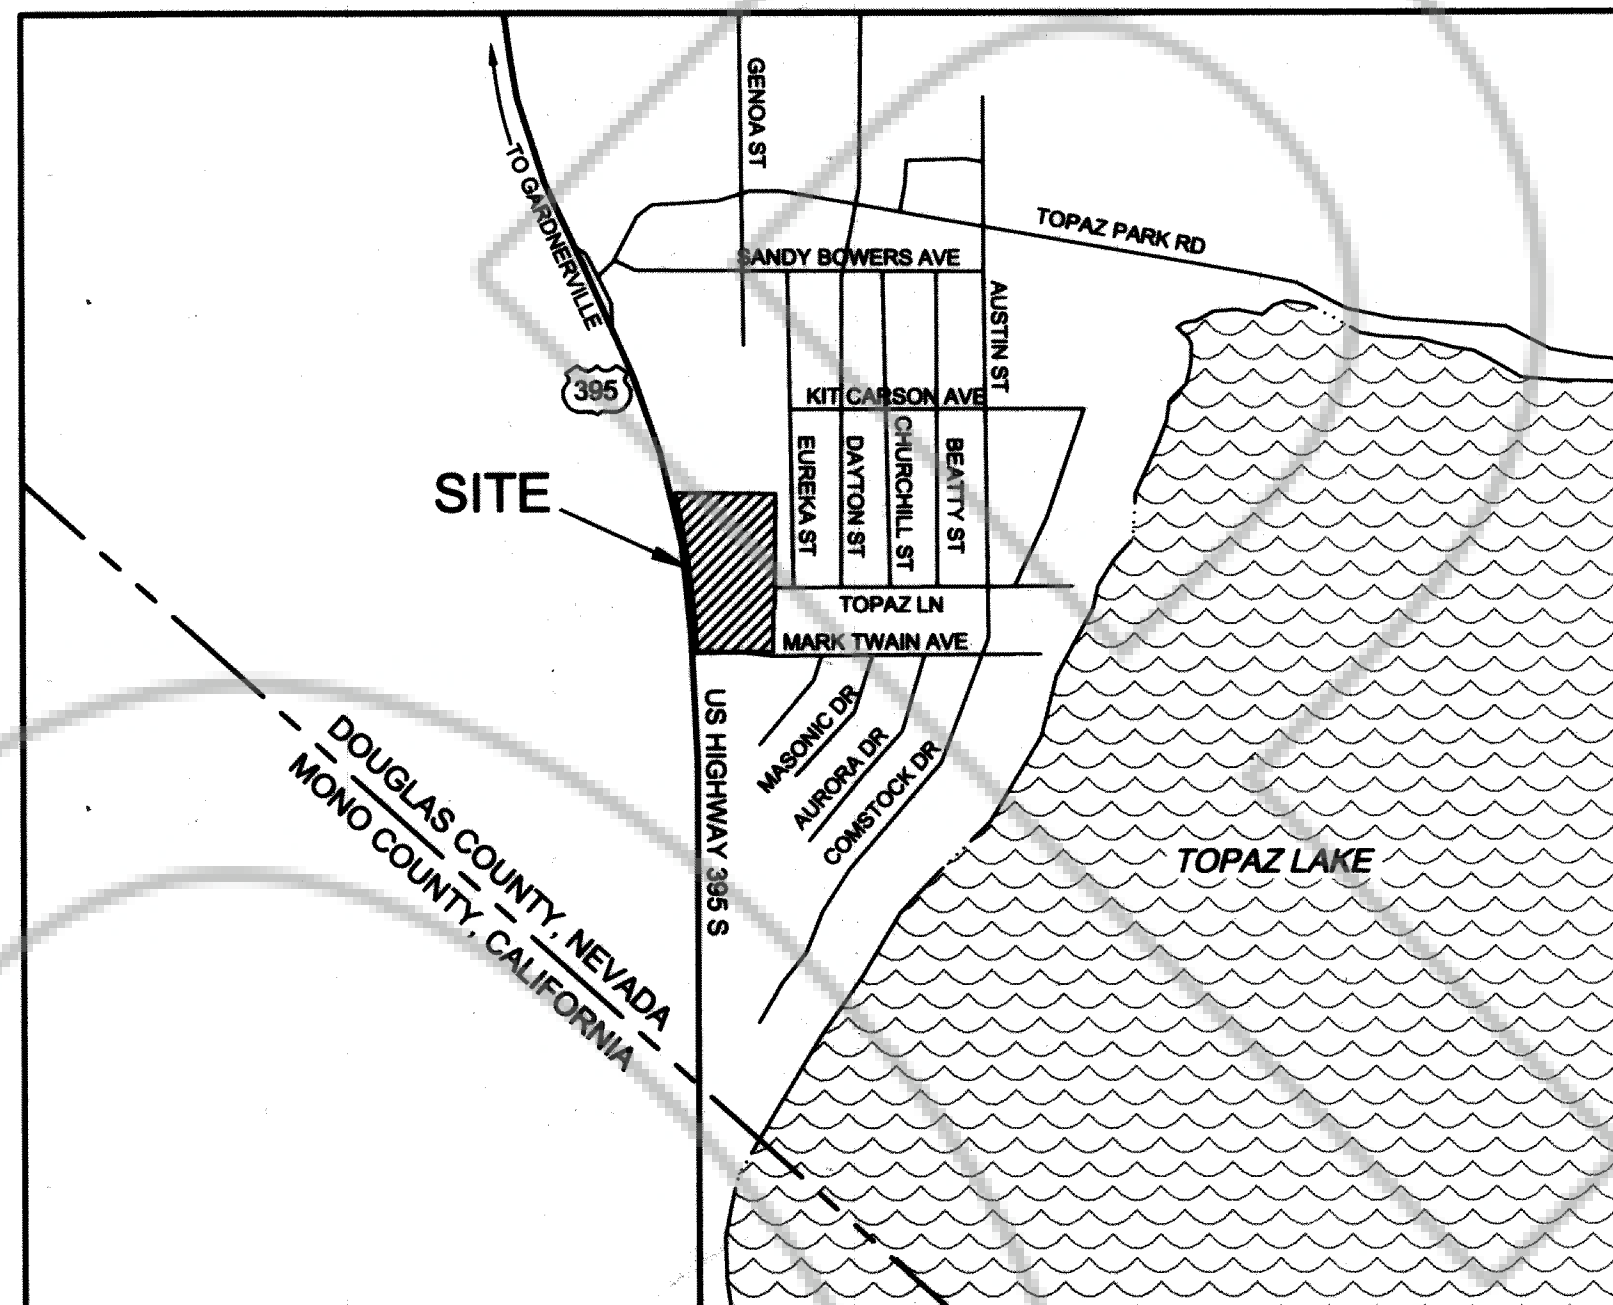 GENOA ST
TO GARDNERVILLE
TOPAZ PARK RD
SANDY BOWERS AVE
AUSTIN ST
395
KIT CARSON AVE
SITE
EUREKA ST
DAYTON ST
CHURCHILL ST
BEATTY ST
TOPAZ LN
MARK TWAIN AVE
US HIGHWAY 395 S
MASONIC DR
AURORA DR
COMSTOCK DR
DOUGLAS COUNTY, NEVADA
MONO COUNTY, CALIFORNIA
TOPAZ LAKE